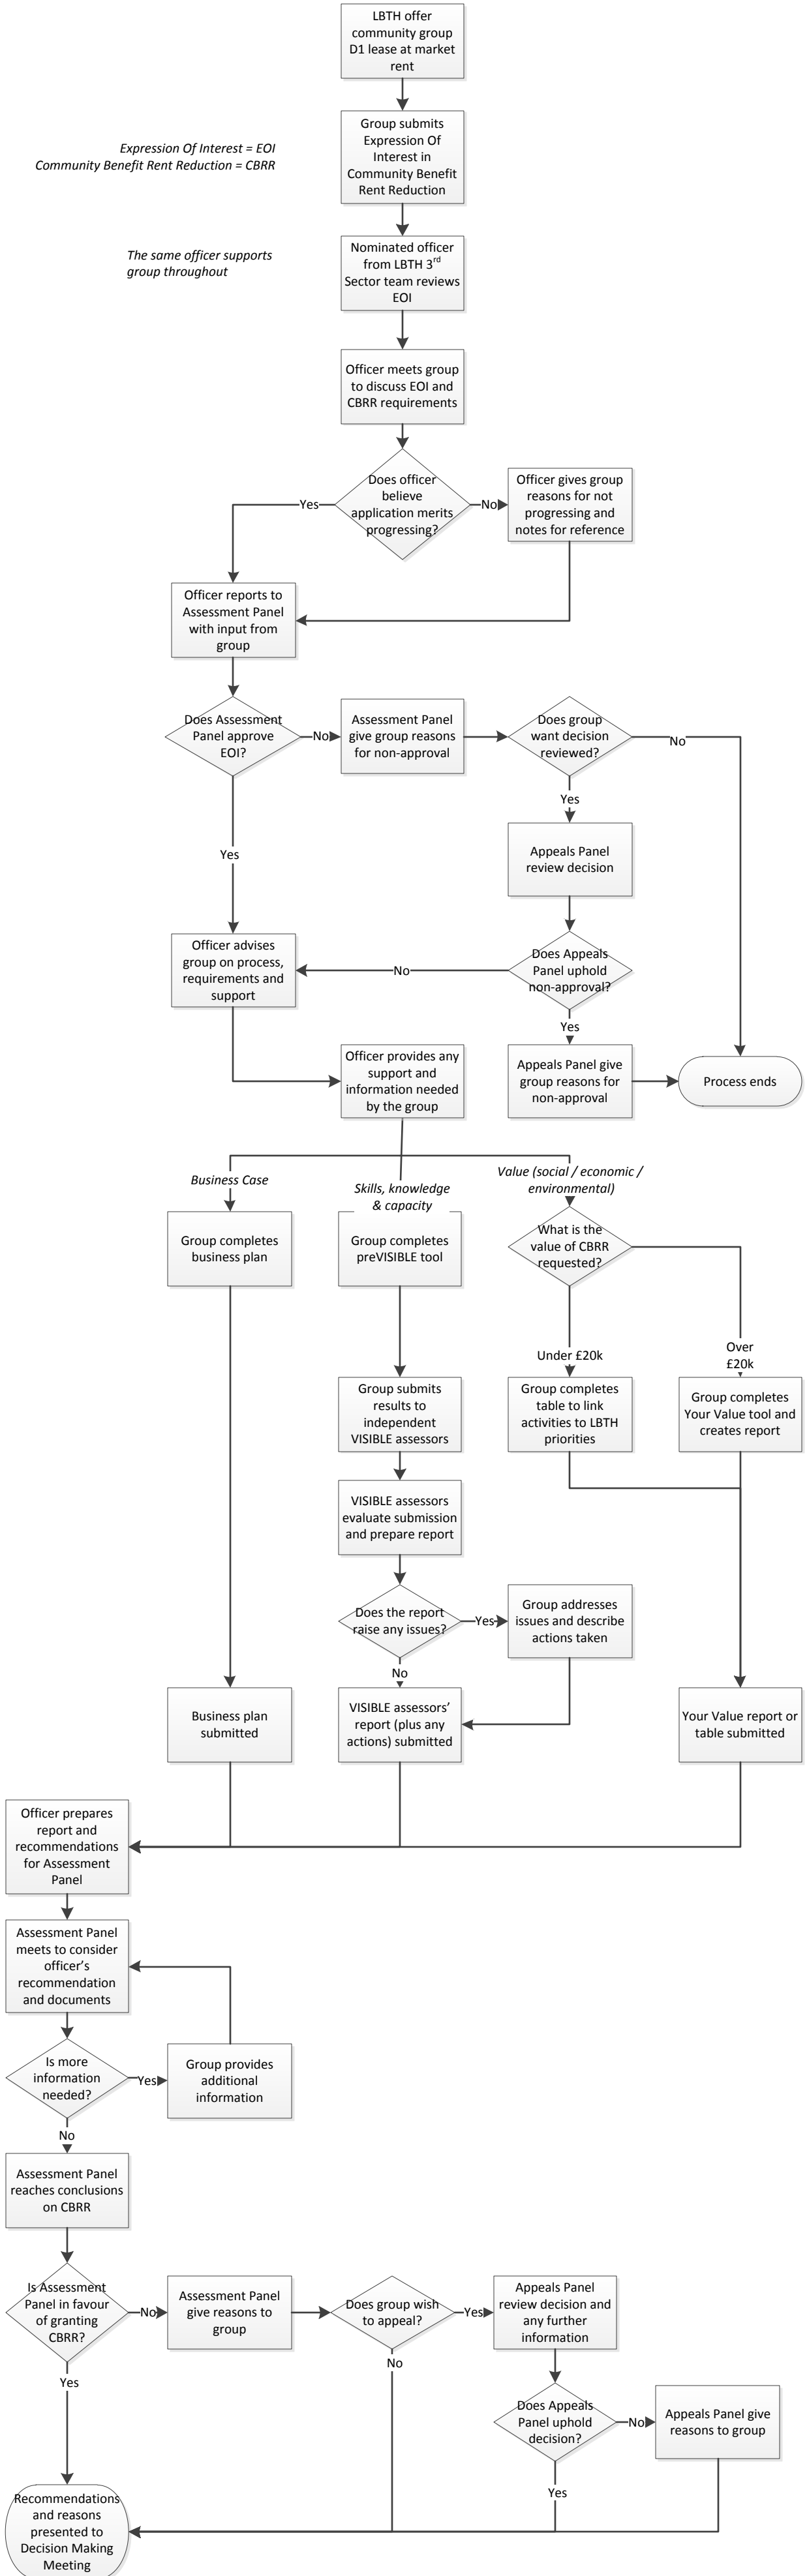 LBTH offer
community group
D1 lease at market
rent
Expression Of Interest = EOI
Community Benefit Rent Reduction = CBRR
Group submits
Expression Of
Interest in
Community Benefit
Rent Reduction
The same officer supports
group throughout
Nominated officer
from LBTH 3rd
Sector team reviews
EOI
Officer meets group
to discuss EOI and
CBRR requirements
Does officer
believe
application merits
progressing?
Yes
No
Officer gives group
reasons for not
progressing and
notes for reference
Officer reports to
Assessment Panel
with input from
group
Does Assessment
Panel approve
EOI?
No
Assessment Panel
give group reasons
for non-approval
Does group
want decision
reviewed?
No
Yes
Yes
Appeals Panel
review decision
Officer advises
group on process,
requirements and
support
No
Does Appeals
Panel uphold
non-approval?
Yes
Officer provides any
support and
information needed
by the group
Appeals Panel give
group reasons for
non-approval
Process ends
Business Case
Skills, knowledge
& capacity
Value (social / economic /
environmental)
Group completes
business plan
Group completes
preVISIBLE tool
What is the
value of CBRR
requested?
Under £20k
Over
£20k
Group submits
results to
independent
VISIBLE assessors
Group completes
table to link
activities to LBTH
priorities
Group completes
Your Value tool and
creates report
VISIBLE assessors
evaluate submission
and prepare report
Does the report
raise any issues?
Yes
Group addresses
issues and describe
actions taken
No
Business plan
submitted
VISIBLE assessors'
report (plus any
actions) submitted
Your Value report or
table submitted
Officer prepares
report and
recommendations
for Assessment
Panel
Assessment Panel
meets to consider
officer's
recommendation
and documents
Is more
information
needed?
Yes
Group provides
additional
information
No
Assessment Panel
reaches conclusions
on CBRR
Is Assessment
Panel in favour
of granting
CBRR?
No
Assessment Panel
give reasons to
group
Does group wish
to appeal?
Yes
Appeals Panel
review decision and
any further
information
Yes
No
Does Appeals
Panel uphold
decision?
No
Appeals Panel give
reasons to group
Yes
Recommendations
and reasons
presented to
Decision Making
Meeting